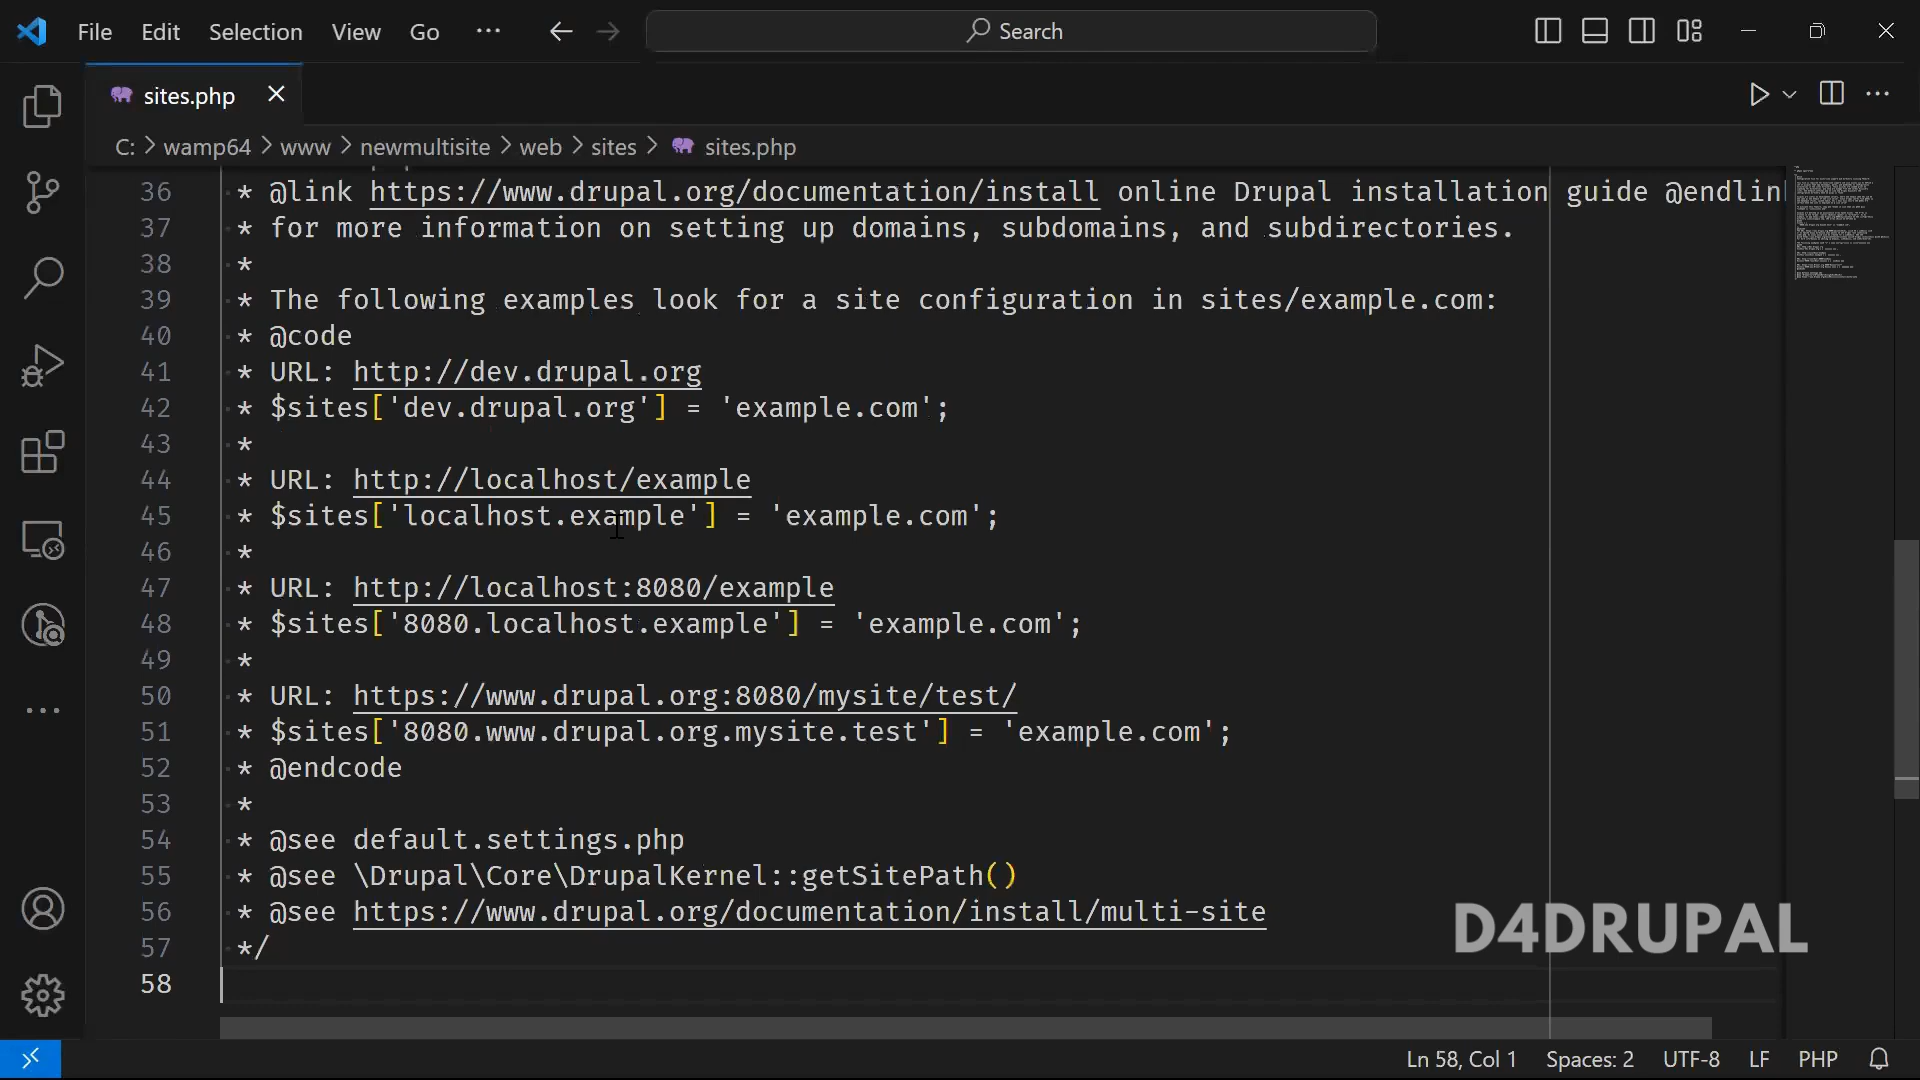 File Edit Selection View Go ··· Search
sites.php
C: > wamp64 > www > newmultisite > web > sites > sites.php
36 * @link https://www.drupal.org/documentation/install online Drupal installation guide @endlin
37 * for more information on setting up domains, subdomains, and subdirectories.
38 *
39 * The following examples look for a site configuration in sites/example.com:
40 * @code
41 * URL: http://dev.drupal.org
42 * $sites['dev.drupal.org'] = 'example.com';
43 *
44 * URL: http://localhost/example
45 * $sites['localhost.example'] = 'example.com';
46 *
47 * URL: http://localhost:8080/example
48 * $sites['8080.localhost.example'] = 'example.com';
49 *
50 * URL: https://www.drupal.org:8080/mysite/test/
51 * $sites['8080.www.drupal.org.mysite.test'] = 'example.com';
52 * @endcode
53 *
54 * @see default.settings.php
55 * @see \Drupal\Core\DrupalKernel::getSitePath()
56 * @see https://www.drupal.org/documentation/install/multi-site
57 */
58
D4DRUPAL
Ln 58, Col 1 Spaces: 2 UTF-8 LF PHP